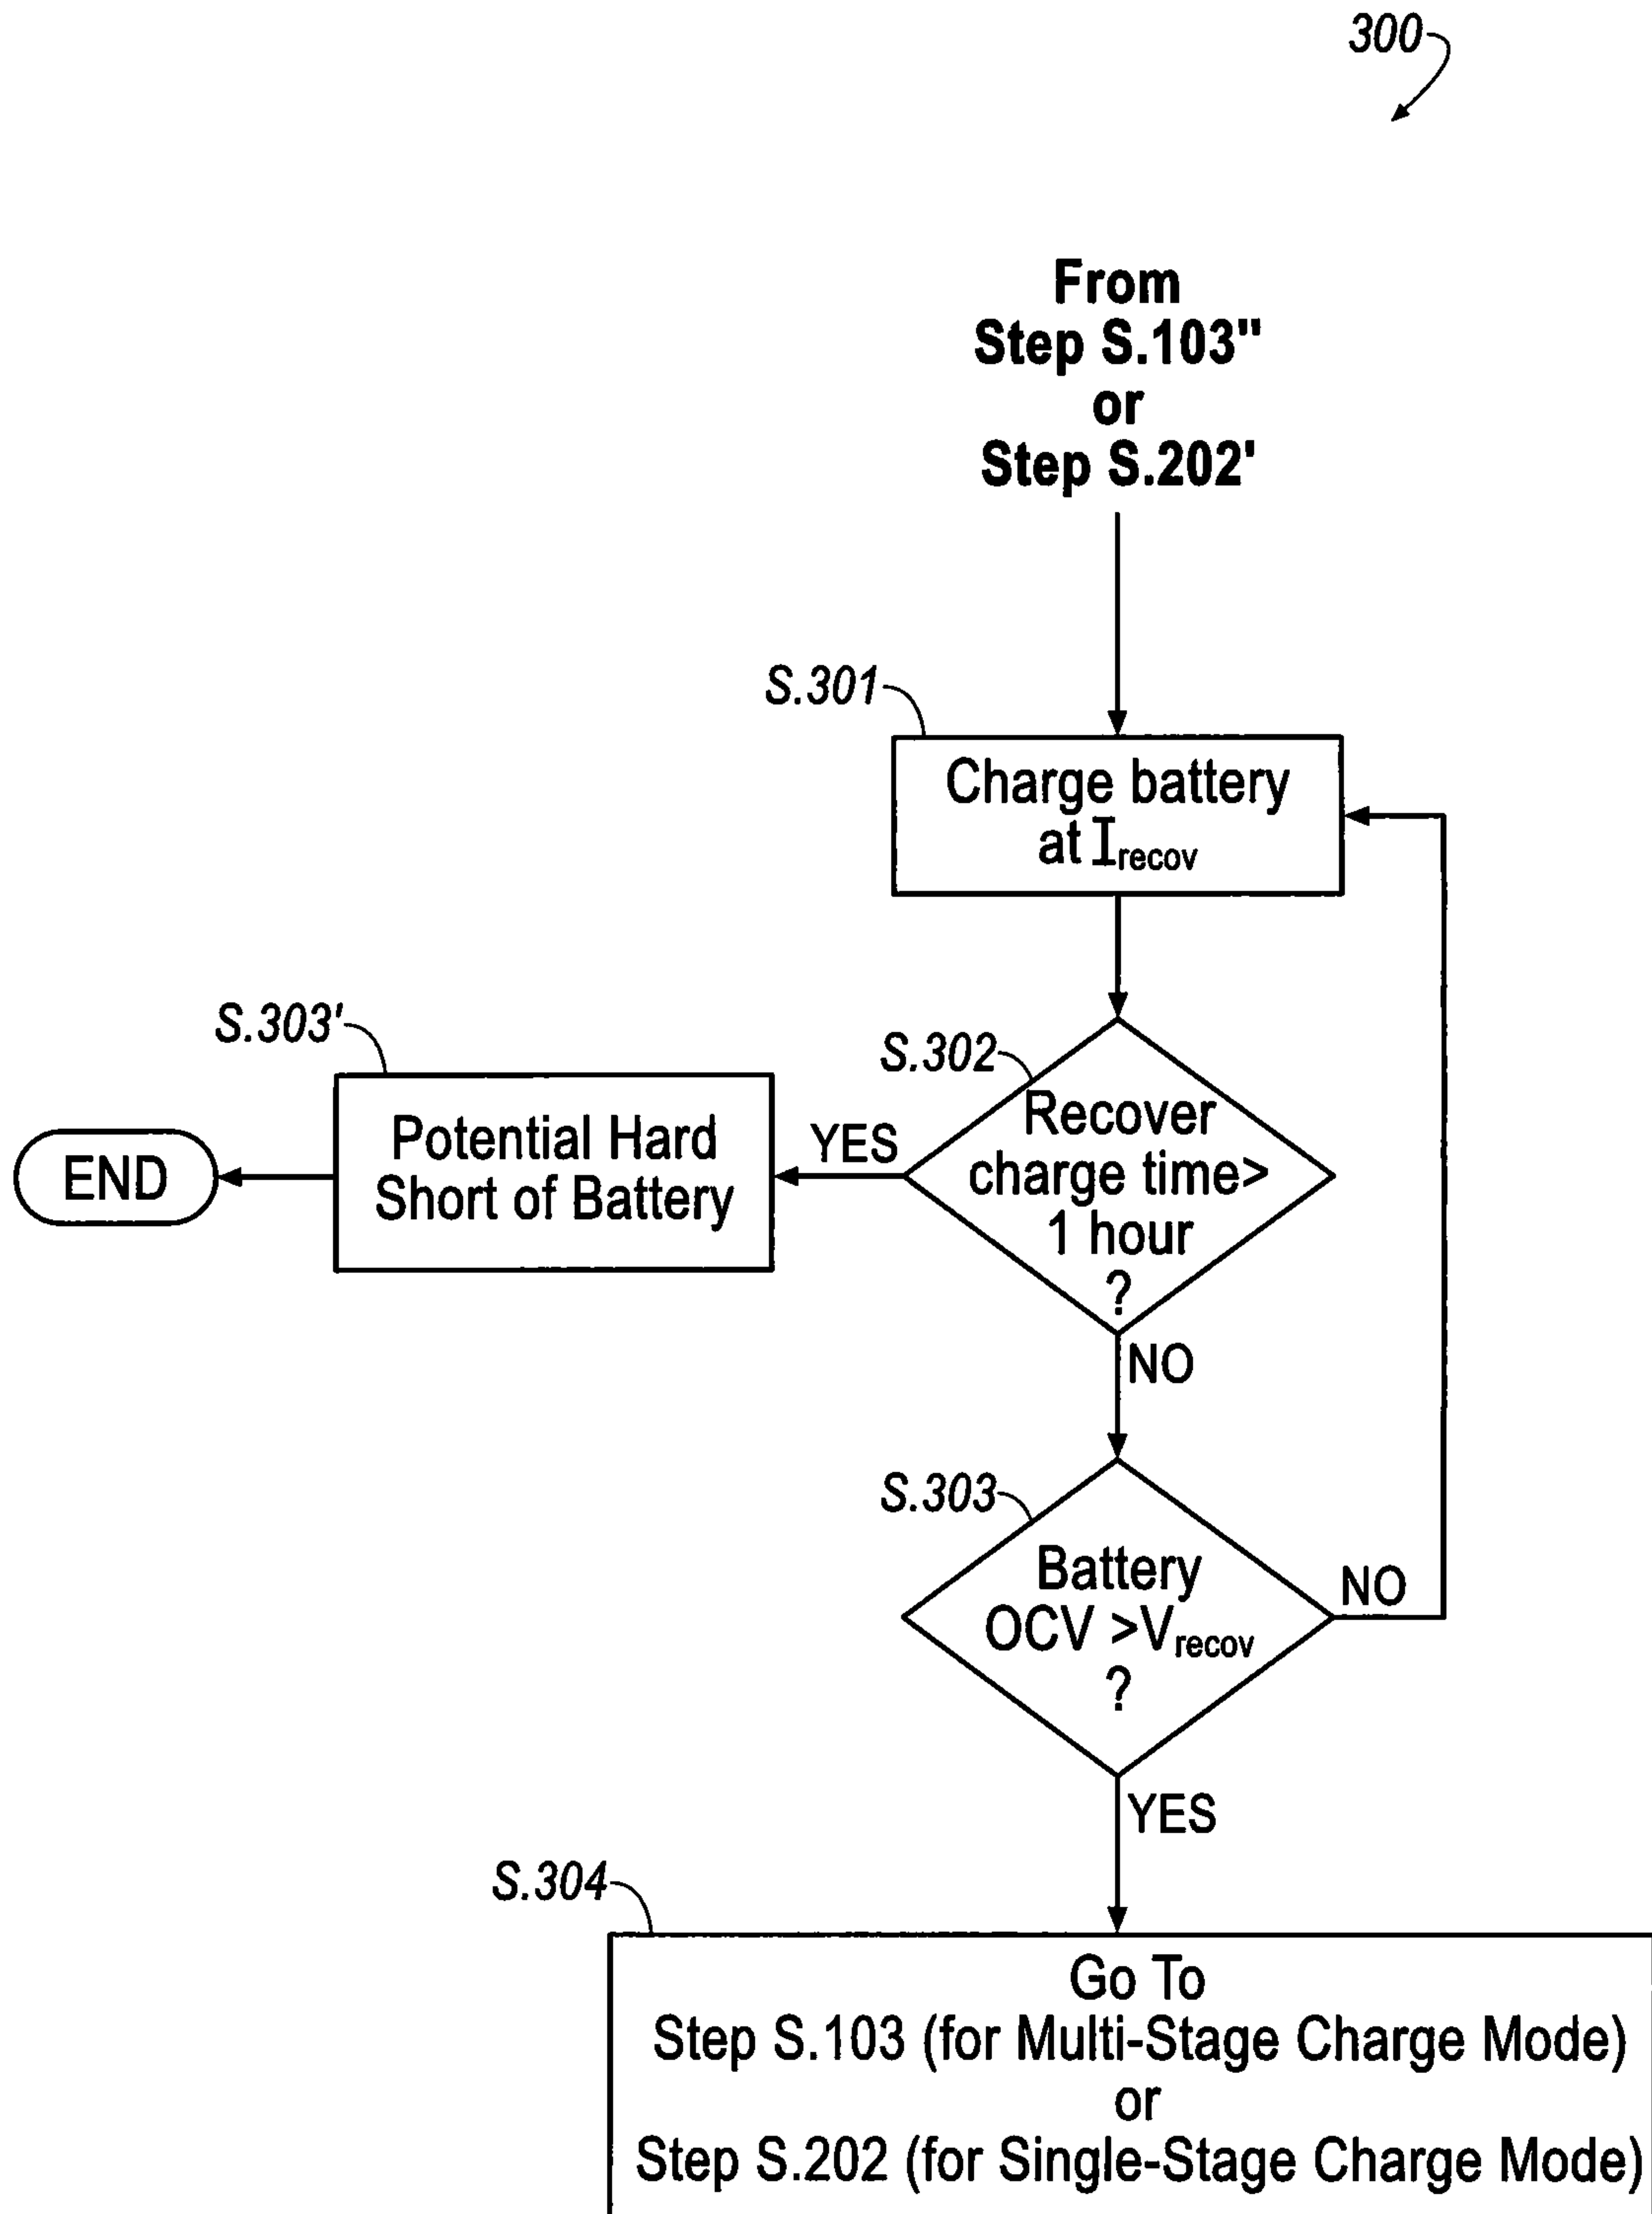 300
From
Step S.103"
or
Step S.202'
S.301
Charge battery
at Irecov
S.303'
S.302
Recover
charge time>
1 hour
?
YES
Potential Hard
Short of Battery
END
NO
S.303
Battery
OCV >Vrecov
?
NO
YES
S.304
Go To
Step S.103 (for Multi-Stage Charge Mode)
or
Step S.202 (for Single-Stage Charge Mode)